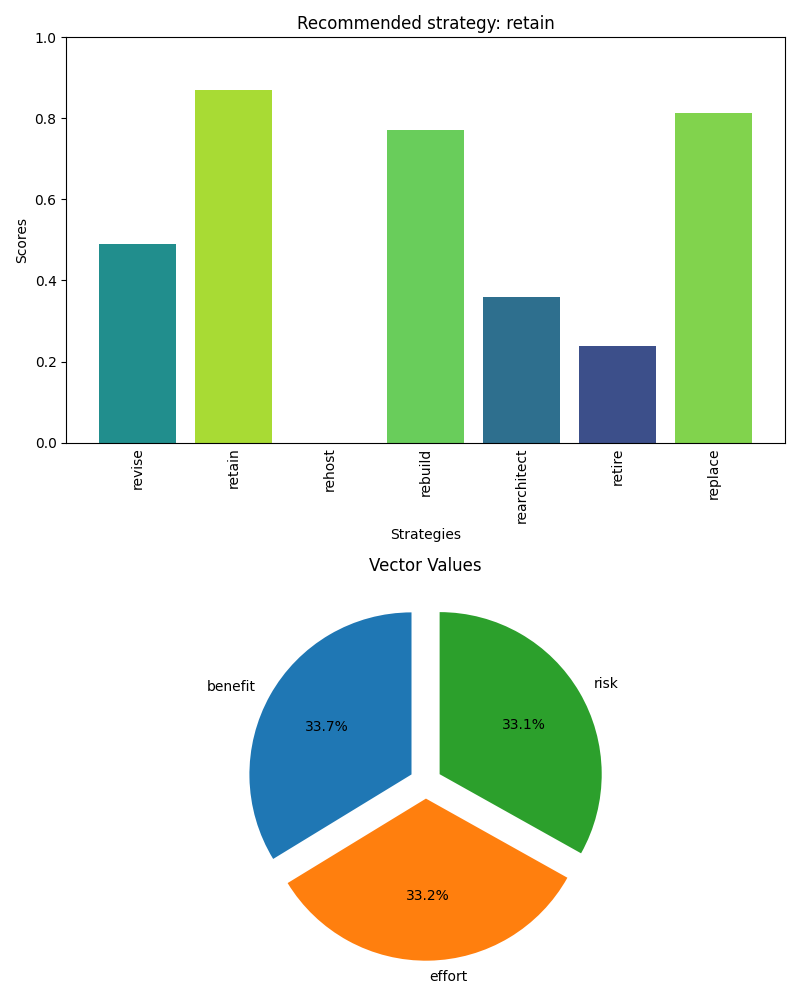 Recommended strategy: retain
1.0
0.8
0.6
0.4
0.2
0.0
Scores
revise
retain
rehost
rebuild
rearchitect
retire
replace
Strategies
Vector Values
benefit
33.7%
risk
33.1%
33.2%
effort